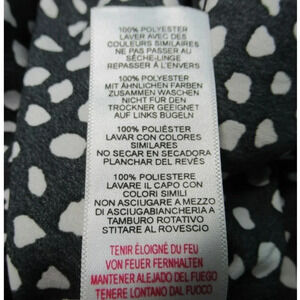 100% POLYESTER
LAVER AVEC DES
COULEURS SIMILAIRES
NE PAS PASSER AU
SÈCHE-LINGE
REPASSER À L'ENVERS
100% POLYESTER
MIT ÄHNLICHEN FARBEN
ZUSAMMEN WASCHEN
NICHT FÜR DEN
TROCKNER GEEIGNET
AUF LINKS BÜGELN
100% POLIÉSTER
LAVAR CON COLORES
SIMILARES
NO SECAR EN SECADORA
PLANCHAR DEL REVÉS
100% POLIESTERE
LAVARE IL CAPO CON
COLORI SIMILI
NON ASCIUGARE A MEZZO
DI ASCIUGABIANCHERIA A
TAMBURO ROTATIVO
STITARE AL ROVESCIO
TENIR ÉLOIGNÉ DU FEU
VON FEUER FERNHALTEN
MANTENER ALEJADO DEL FUEGO
TENERE LONTANO DAL FUOCO